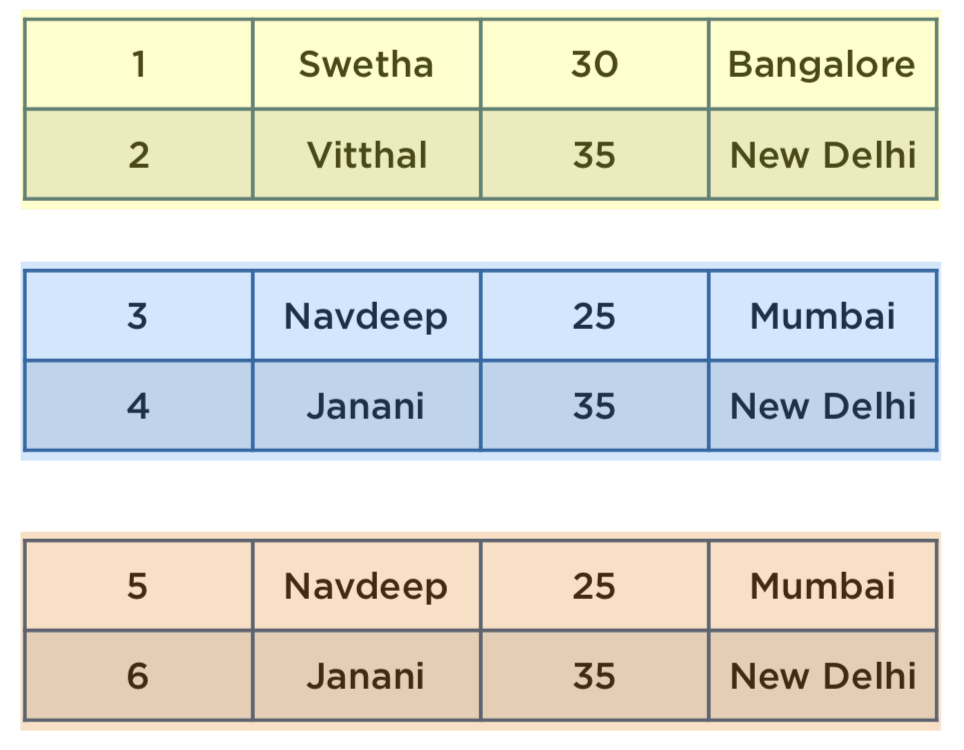 1 Swetha 30 Bangalore
2 Vitthal 35 New Delhi
3 Navdeep 25 Mumbai
4 Janani 35 New Delhi
5 Navdeep 25 Mumbai
6 Janani 35 New Delhi